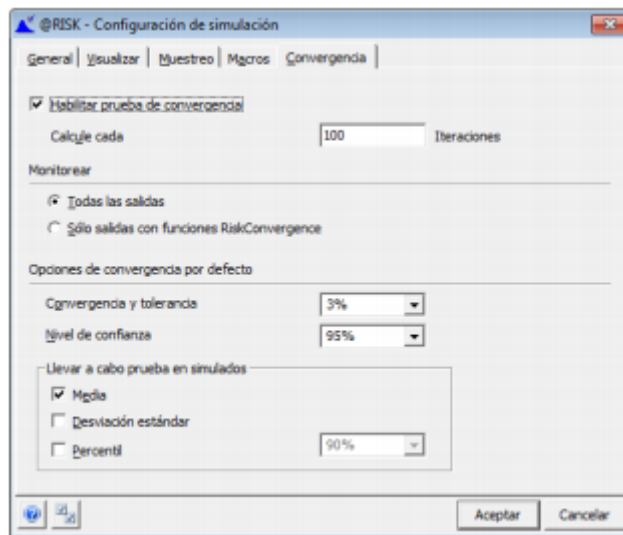 @RISK - Configuración de simulación
General Visualizar Muestreo Macros Convergencia
Habilitar prueba de convergencia
Calcule cada 100 Iteraciones
Monitorear
Todas las salidas
Sólo salidas con funciones RiskConvergence
Opciones de convergencia por defecto
Convergencia y tolerancia 3%
Nivel de confianza 95%
Llevar a cabo prueba en simulados
Media
Desviación estándar
Percentil 90%
Aceptar Cancelar